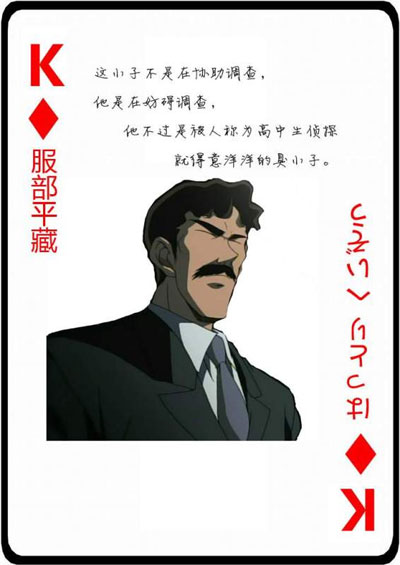 K
服部平藏
这小子不是在协助调查，
他是在妨碍调查，
他不过是被人称为高中生侦探
就得意洋洋的臭小子。
はっとり へいぞう
K